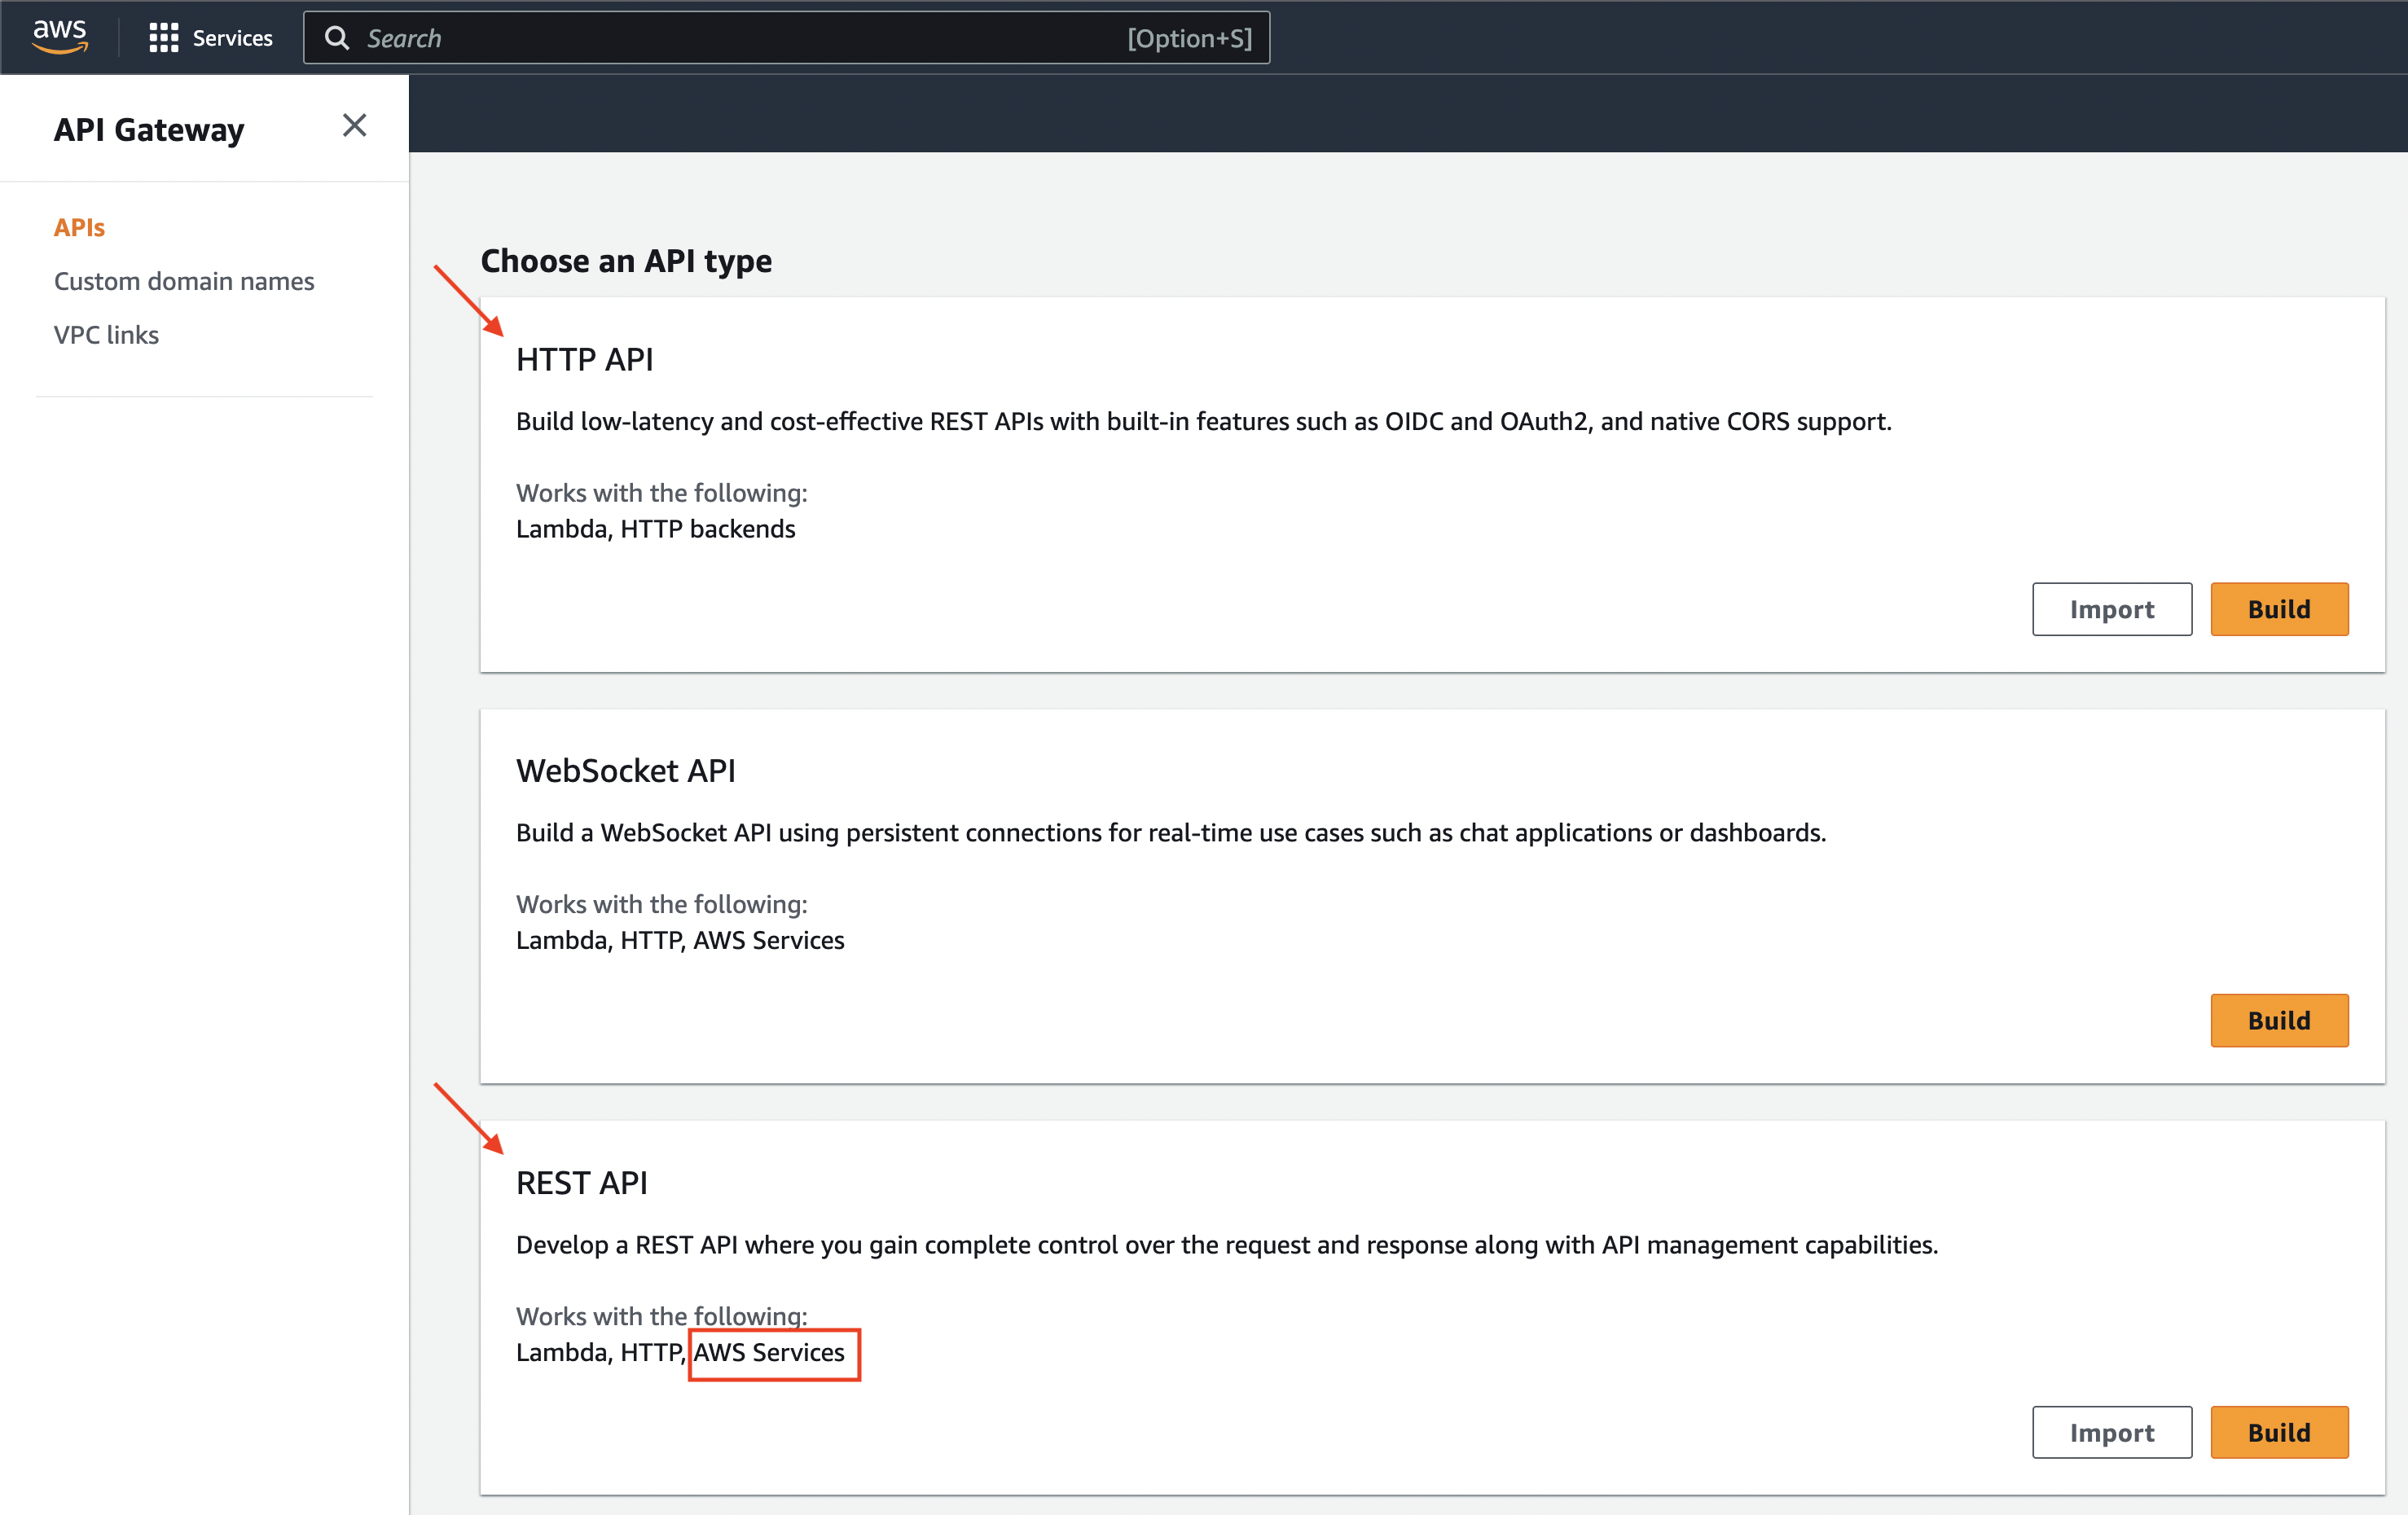 aws
Services
Search
[Option+S]
API Gateway
APIs
Custom domain names
VPC links
Choose an API type
HTTP API
Build low-latency and cost-effective REST APIs with built-in features such as OIDC and OAuth2, and native CORS support.
Works with the following:
Lambda, HTTP backends
Import
Build
WebSocket API
Build a WebSocket API using persistent connections for real-time use cases such as chat applications or dashboards.
Works with the following:
Lambda, HTTP, AWS Services
Build
REST API
Develop a REST API where you gain complete control over the request and response along with API management capabilities.
Works with the following:
Lambda, HTTP, AWS Services
Import
Build